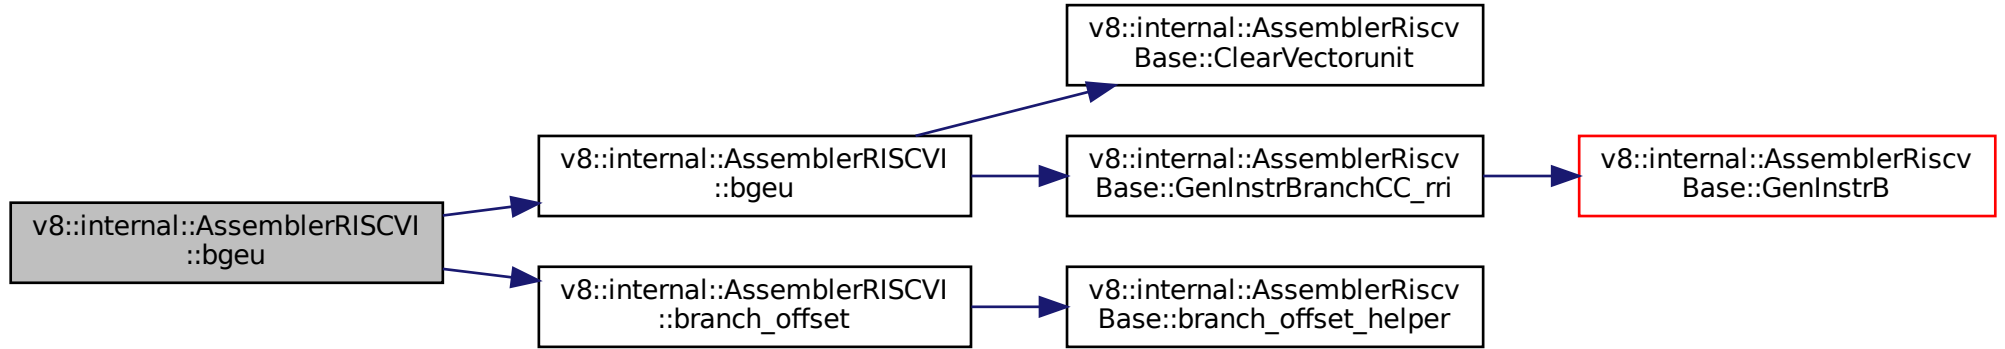 v8::internal::AssemblerRISCVI
::bgeu
v8::internal::AssemblerRISCVI
::bgeu
v8::internal::AssemblerRiscv
Base::ClearVectorunit
v8::internal::AssemblerRiscv
Base::GenInstrBranchCC_rri
v8::internal::AssemblerRiscv
Base::GenInstrB
v8::internal::AssemblerRISCVI
::branch_offset
v8::internal::AssemblerRiscv
Base::branch_offset_helper